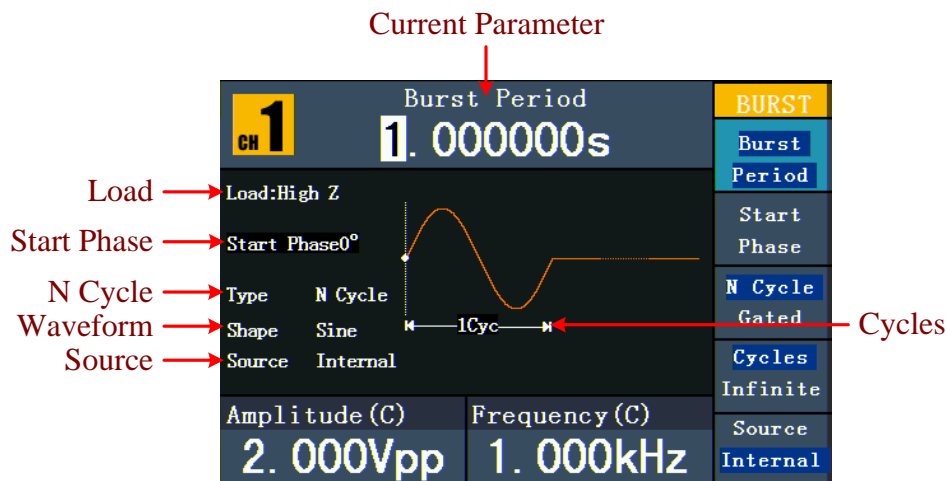 Current Parameter
CH 1
Burst Period
1.000000s
BURST
Burst
Period
Load
Load:High Z
Start
Phase
Start Phase
Start Phase0°
N Cycle
Type N Cycle
N Cycle
Gated
Waveform
Shape Sine
1Cyc
Cycles
Source
Source Internal
Cycles
Infinite
Amplitude(C)
2.000Vpp
Frequency(C)
1.000kHz
Source
Internal